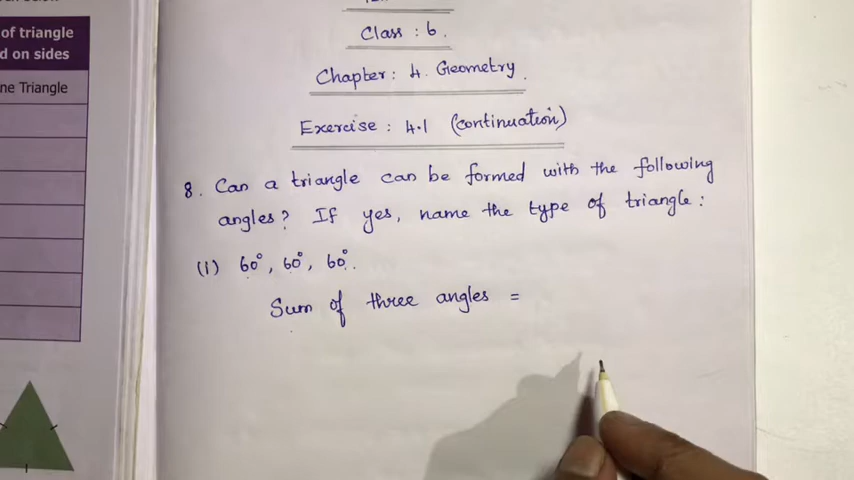 of triangle
d on sides
ne Triangle
Class : 6.
Chapter: 4. Geometry.
Exercise : 4.1 (continuation)
8. Can a triangle can be formed with the following
angles? If yes, name the type of triangle:
(i) 60°, 60°, 60°.
Sum of three angles =